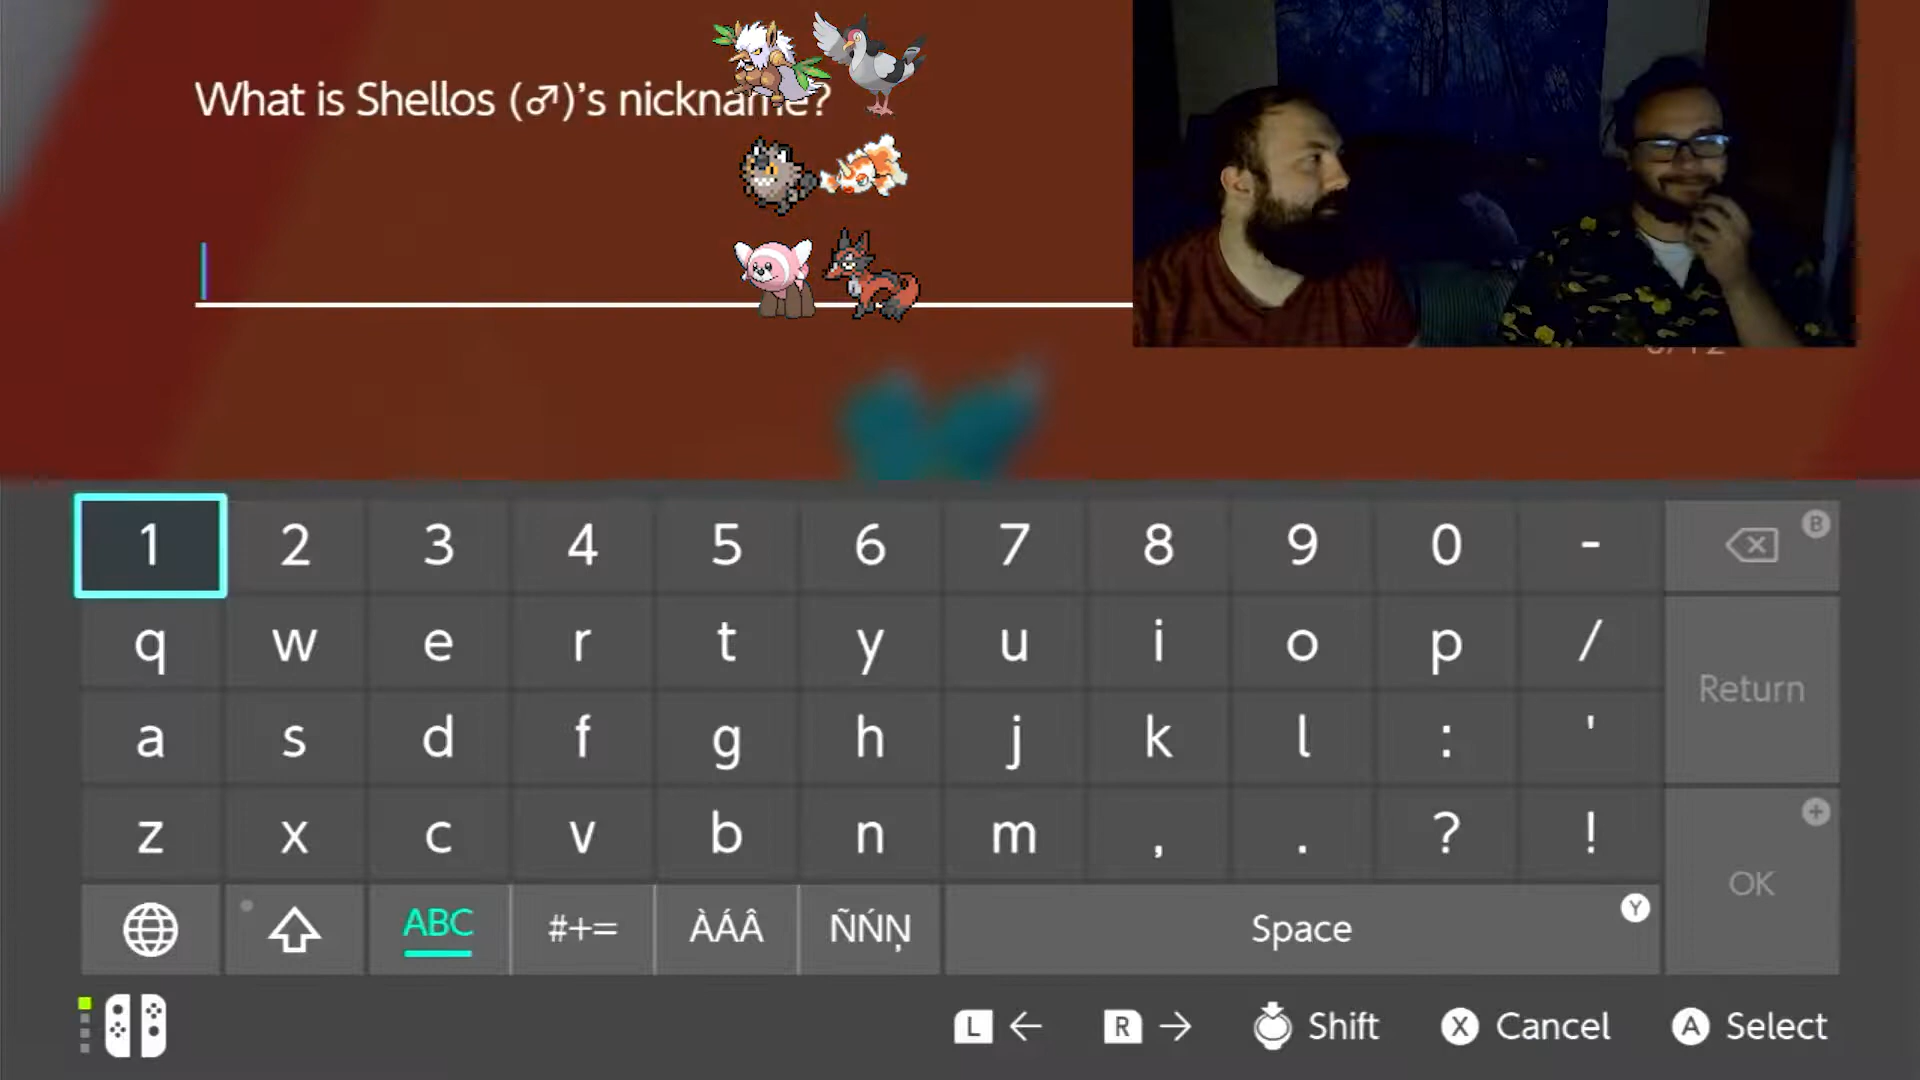 What is Shellos (♂)'s nickname?
1 2 3 4 5 6 7 8 9 0 -
B
q w e r t y u i o p /
Return
a s d f g h j k l : '
z x c v b n m , . ? !
+
OK
ABC #+= ÀÁÂ ÑŃŅ Space
Y
L ← R → Shift X Cancel A Select